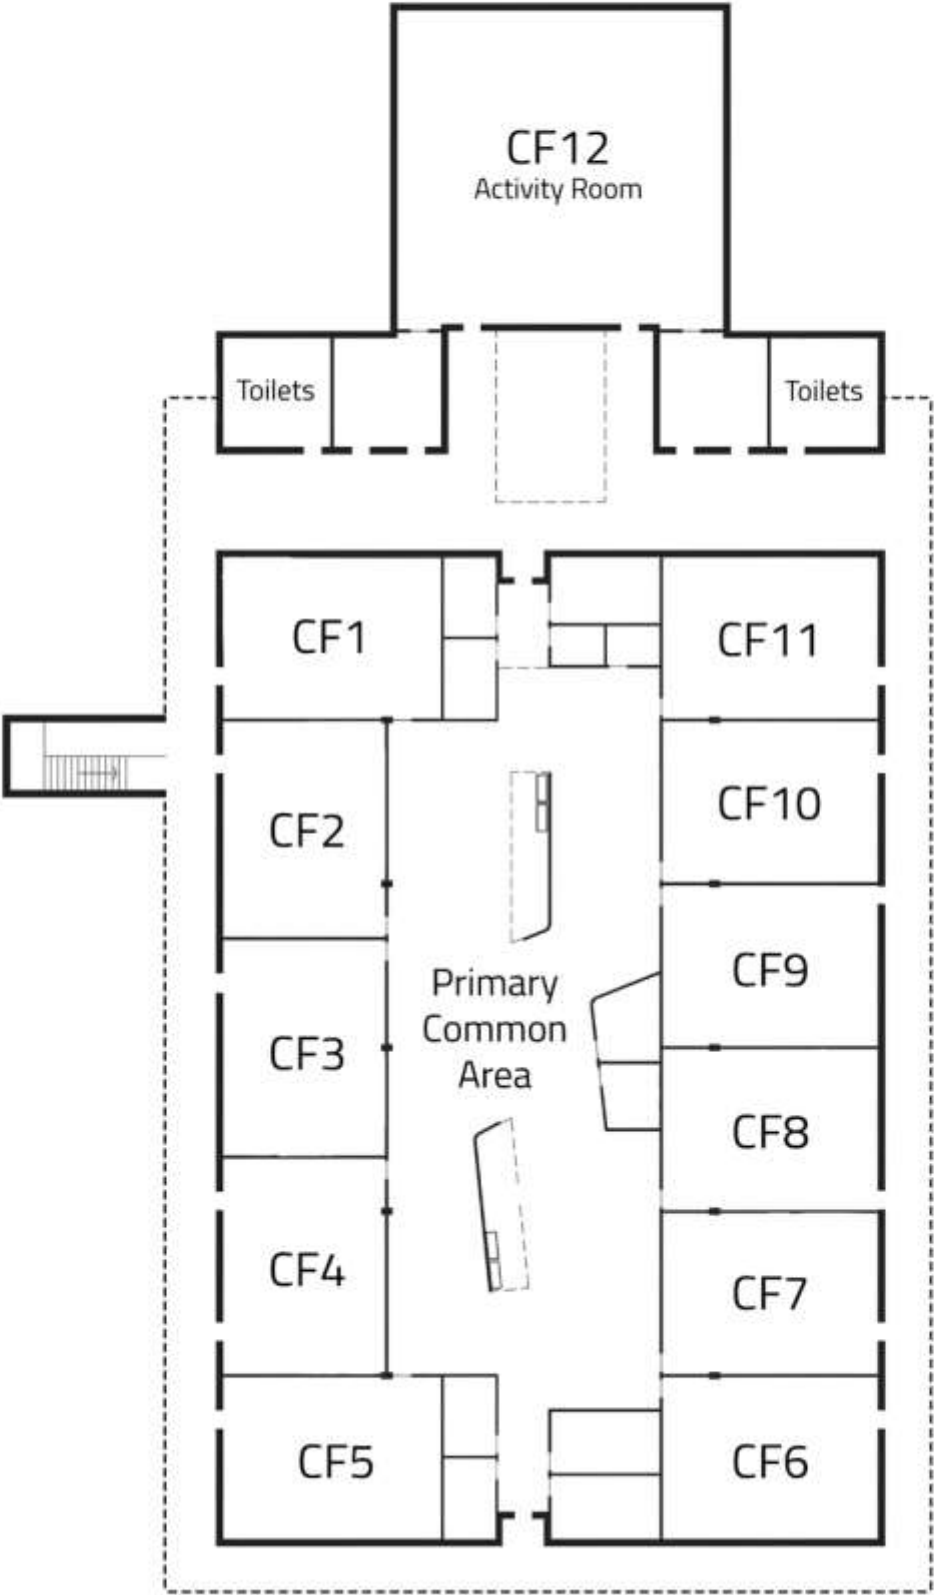 CF12
Activity Room
Toilets
Toilets
CF1
CF11
CF2
CF10
Primary
Common
Area
CF9
CF3
CF8
CF4
CF7
CF5
CF6